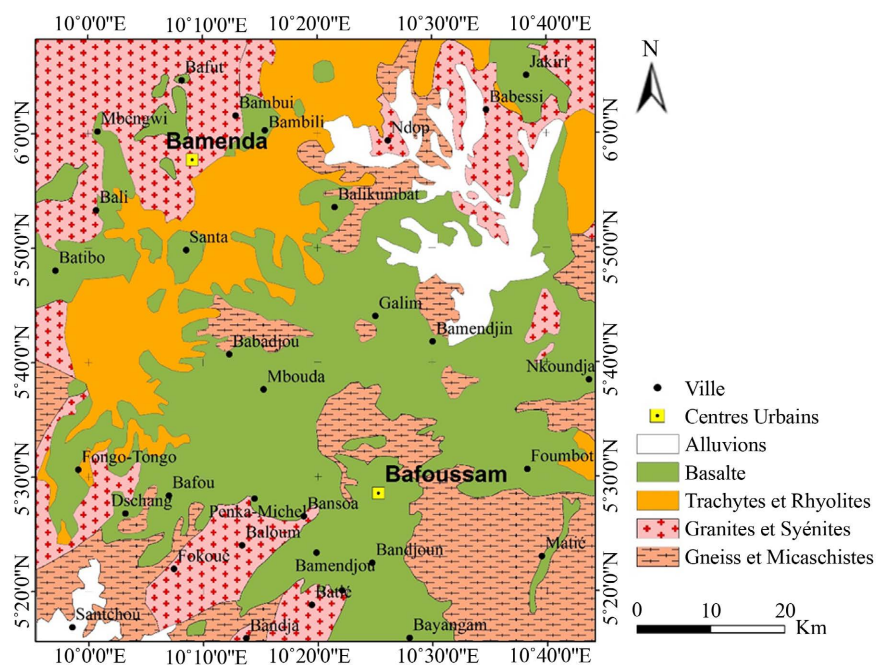 10°00'0"E 10°10'0"E 10°20'0"E 10°30'0"E 10°40'0"E
N
6°0'0"N
5°50'0"N
5°40'0"N
5°30'0"N
5°20'0"N
Jakiri
Bafut
Babessi
Bambui
Mbengwi
Bambili
Ndop
Bamenda
Balikumbat
Bali
Santa
Batibo
Galim
Bamendjin
Babadjou
Nkoundja
Mbouda
Fongo-Tongo
Foumbot
Bafou
Bafoussam
Dschang
Penka-Michel
Bansoa
Baloum
Bandjoun
Matié
Fokoué
Bamendjou
Batié
Santchou
Bandja
Bayangam
6°0'0"N
5°50'0"N
5°40'0"N
5°30'0"N
5°20'0"N
10°00'0"E 10°10'0"E 10°20'0"E 10°30'0"E 10°40'0"E
Ville
Centres Urbains
Alluvions
Basalte
Trachytes et Rhyolites
Granites et Syénites
Gneiss et Micaschistes
0 10 20
Km